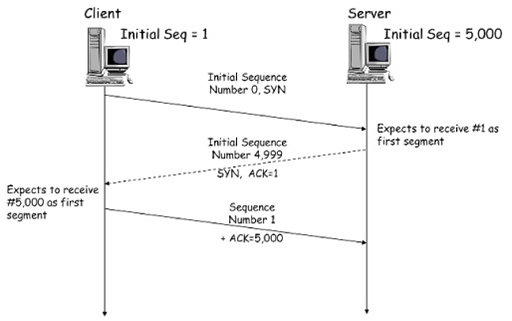 Client
Server
Initial Seq = 1
Initial Seq = 5,000
Initial Sequence
Number 0, SYN
Expects to receive #1 as
first segment
Initial Sequence
Number 4,999
SYN, ACK=1
Expects to receive
#5,000 as first
segment
Sequence
Number 1
+ ACK=5,000